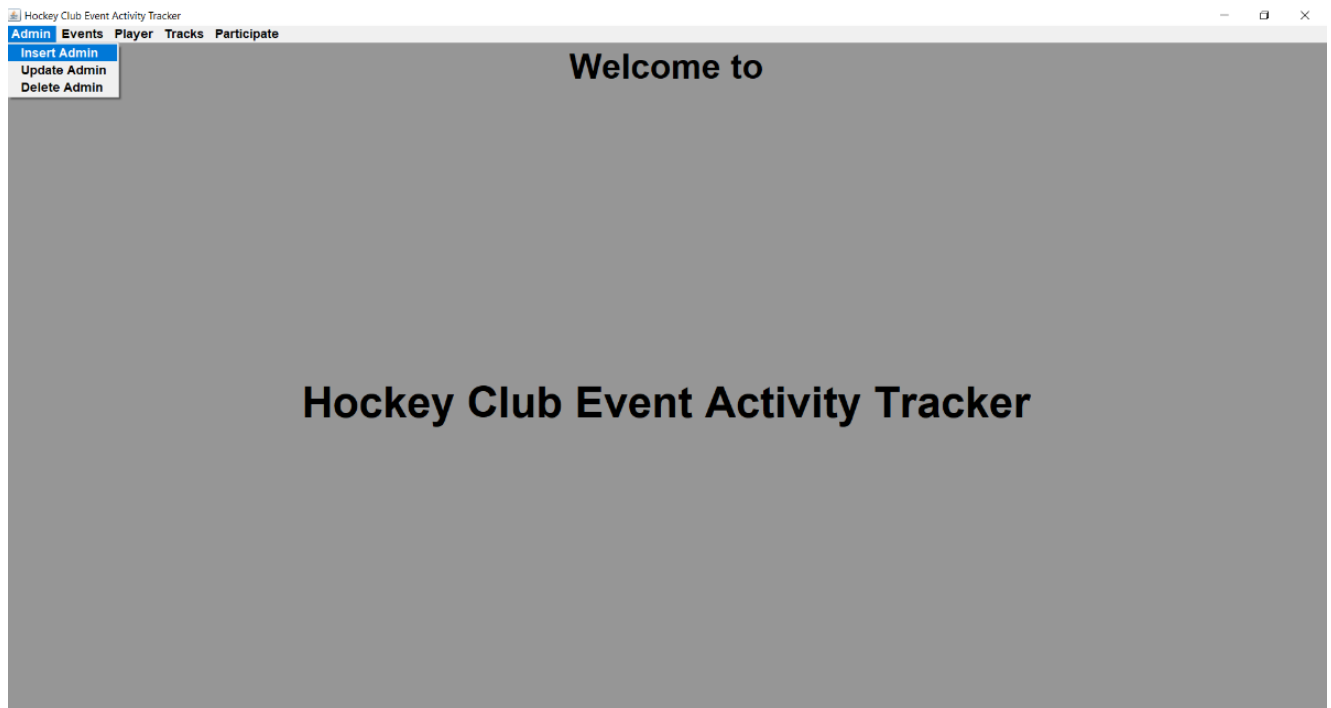 Hockey Club Event Activity Tracker
Admin Events Player Tracks Participate
Insert Admin
Update Admin
Delete Admin
Welcome to
Hockey Club Event Activity Tracker